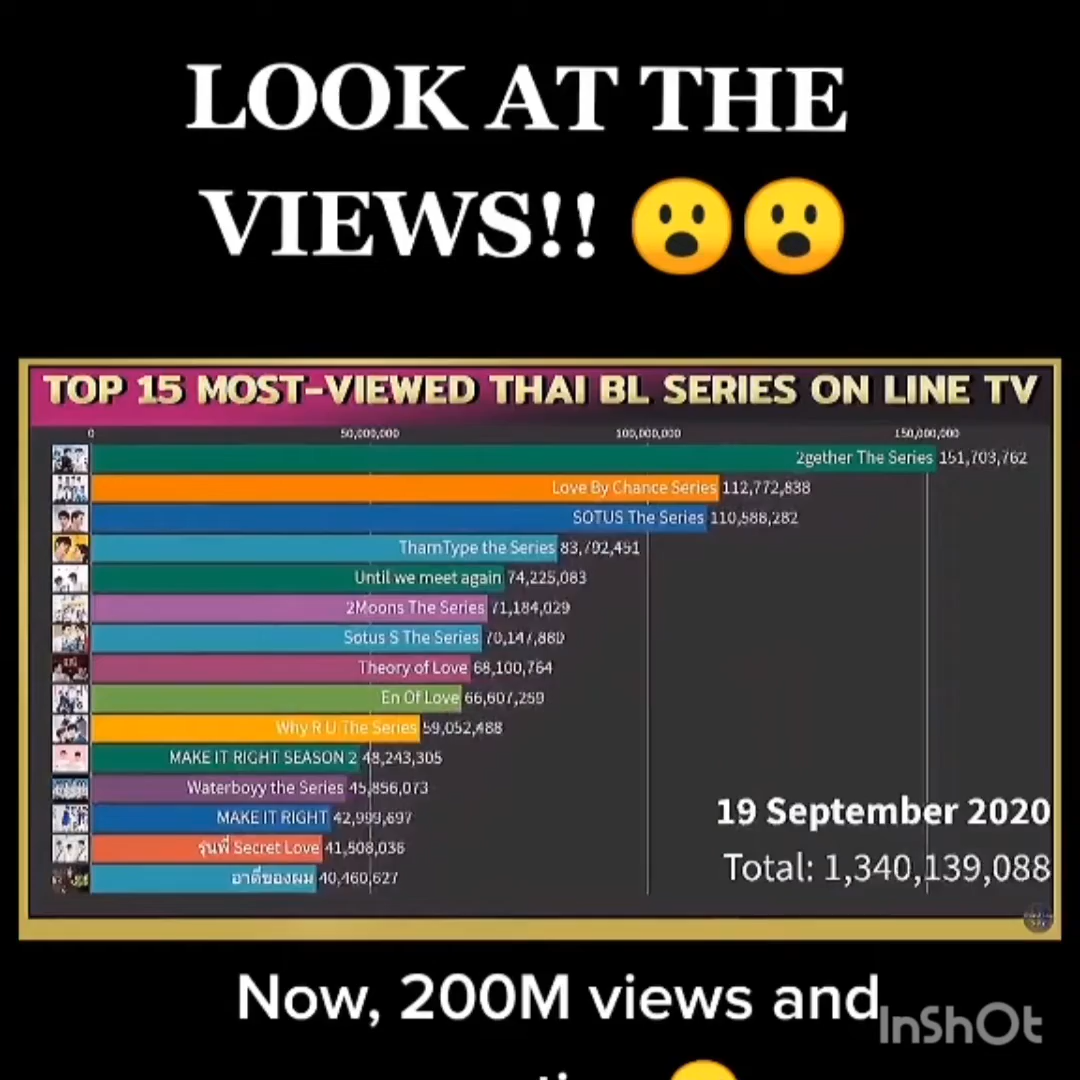 LOOK AT THE
VIEWS!! 😮😮
TOP 15 MOST-VIEWED THAI BL SERIES ON LINE TV
0 50,000,000 100,000,000 150,000,000
2gether The Series 151,703,762
Love By Chance Series 112,772,838
SOTUS The Series 110,588,282
TharnType the Series 83,792,451
Until we meet again 74,225,083
2Moons The Series 71,184,029
Sotus S The Series 70,147,880
Theory of Love 68,100,764
En Of Love 66,607,259
Why R U The Series 59,052,488
MAKE IT RIGHT SEASON 2 48,243,305
Waterboyy the Series 45,856,073
MAKE IT RIGHT 42,999,697
รุ่นพี่ Secret Love 41,508,036
อาตี๋ของผม 40,460,627
19 September 2020
Total: 1,340,139,088
Now, 200M views and
InShOt